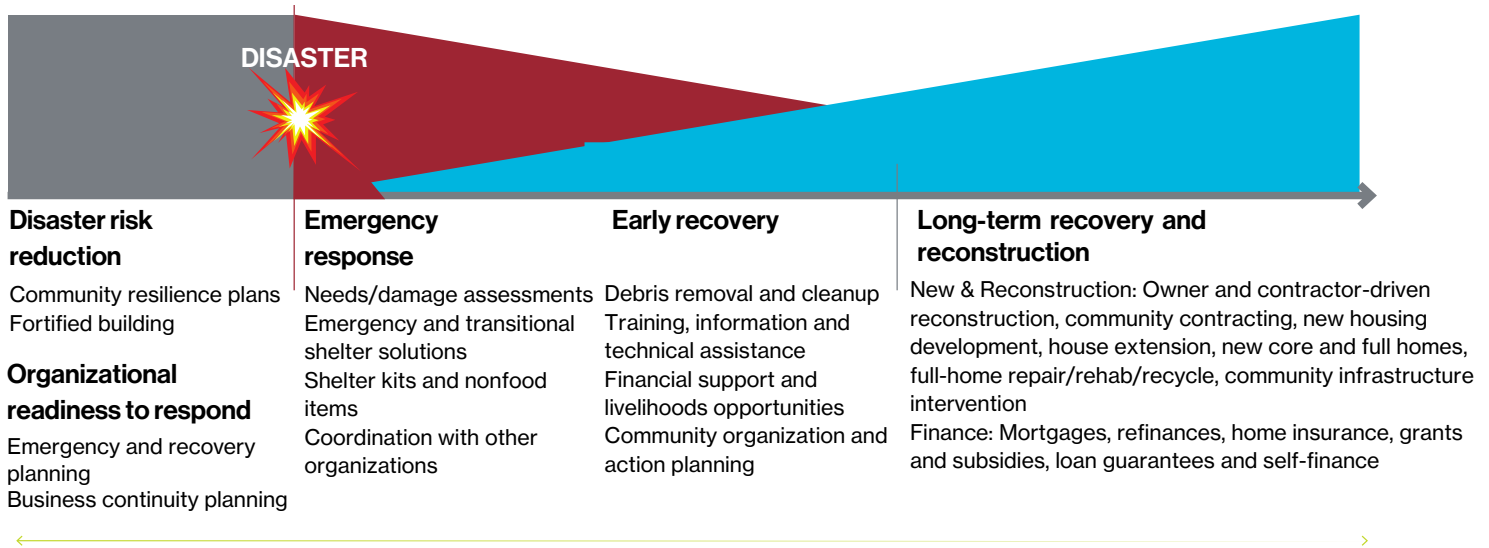 DISASTER
Disaster risk
reduction
Community resilience plans
Fortified building
Organizational
readiness to respond
Emergency and recovery
planning
Business continuity planning
Emergency
response
Needs/damage assessments
Emergency and transitional
shelter solutions
Shelter kits and nonfood
items
Coordination with other
organizations
Early recovery
Debris removal and cleanup
Training, information and
technical assistance
Financial support and
livelihoods opportunities
Community organization and
action planning
Long-term recovery and
reconstruction
New & Reconstruction: Owner and contractor-driven
reconstruction, community contracting, new housing
development, house extension, new core and full homes,
full-home repair/rehab/recycle, community infrastructure
intervention
Finance: Mortgages, refinances, home insurance, grants
and subsidies, loan guarantees and self-finance